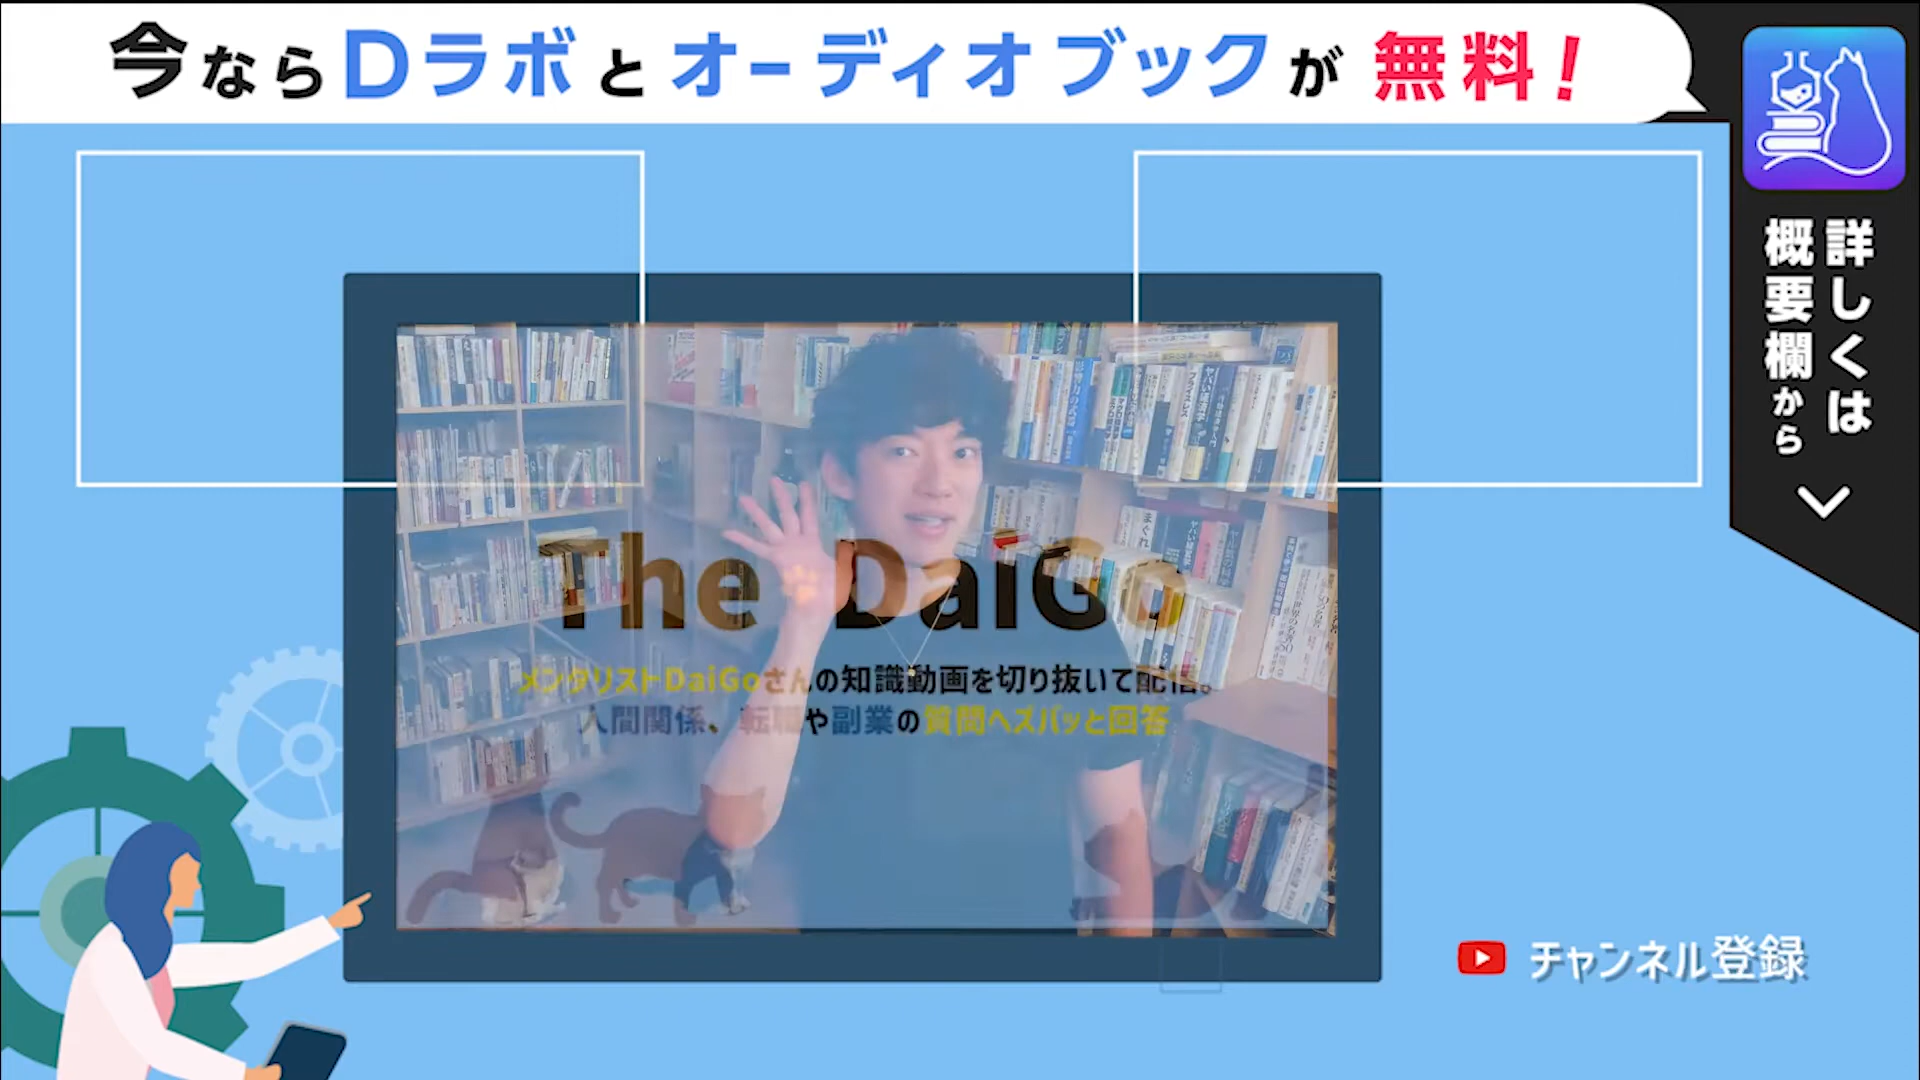 今ならDラボとオーディオブックが無料!
詳しくは
概要欄から
The DaiGo
メンタリストDaiGoさんの知識動画を切り抜いて配信。
人間関係、転職や副業の質問へズバッと回答
チャンネル登録